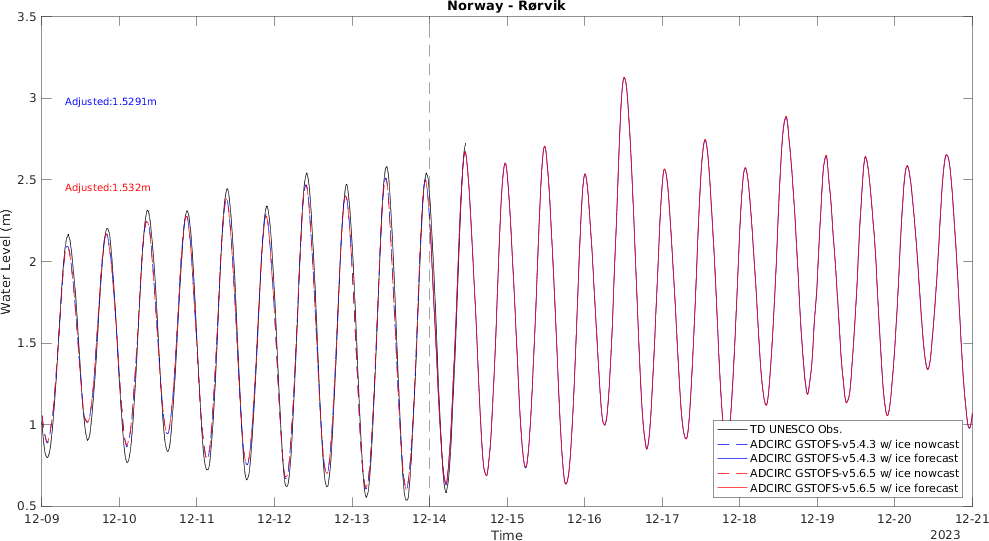 Norway - Rørvik
3.5
3
2.5
2
1.5
1
0.5
Water Level (m)
Adjusted:1.5291m
Adjusted:1.532m
TD UNESCO Obs.
ADCIRC GSTOFS-v5.4.3 w/ ice nowcast
ADCIRC GSTOFS-v5.4.3 w/ ice forecast
ADCIRC GSTOFS-v5.6.5 w/ ice nowcast
ADCIRC GSTOFS-v5.6.5 w/ ice forecast
12-09 12-10 12-11 12-12 12-13 12-14 12-15 12-16 12-17 12-18 12-19 12-20 12-21
Time
2023